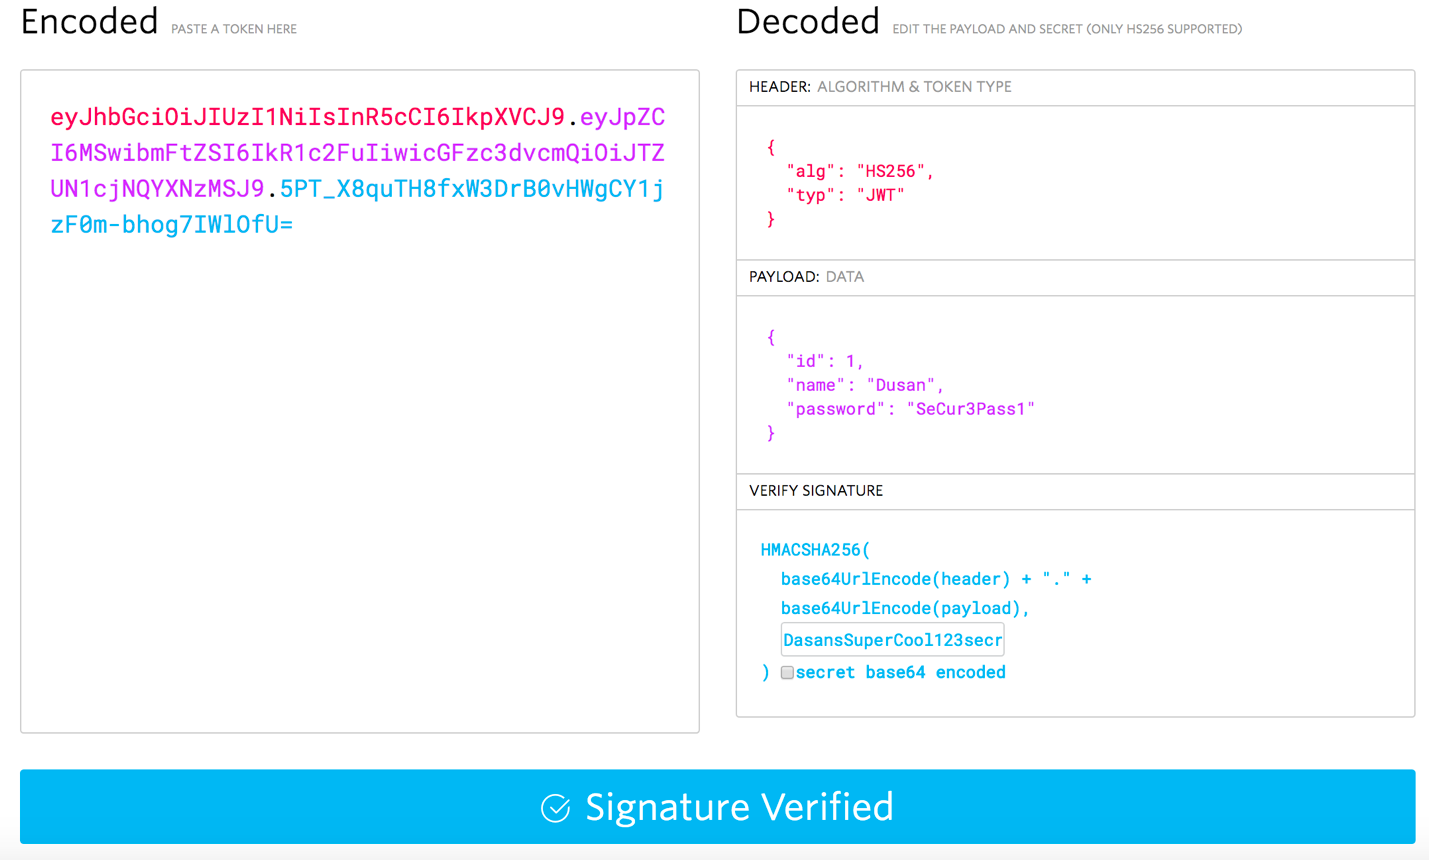 Encoded PASTE A TOKEN HERE
eyJhbGciOiJIUzI1NiIsInR5cCI6IkpXVCJ9.eyJpZC
I6MSwibmFtZSI6IkR1c2FuIiwicGFzc3dvcmQiOiJTZ
UN1cjNQYXNzMSJ9.5PT_X8quTH8fxW3DrB0vHWgCY1j
zF0m-bhog7IWlOfU=
Decoded EDIT THE PAYLOAD AND SECRET (ONLY HS256 SUPPORTED)
HEADER: ALGORITHM & TOKEN TYPE
{
"alg": "HS256",
"typ": "JWT"
}
PAYLOAD: DATA
{
"id": 1,
"name": "Dusan",
"password": "SeCur3Pass1"
}
VERIFY SIGNATURE
HMACSHA256(
base64UrlEncode(header) + "." +
base64UrlEncode(payload),
DasansSuperCool123secr
) secret base64 encoded
Signature Verified